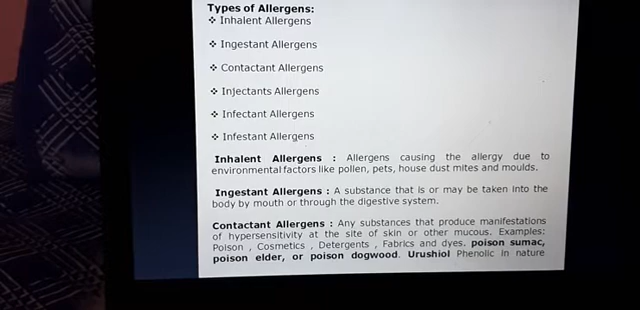 Types of Allergens:
❖ Inhalent Allergens
❖ Ingestant Allergens
❖ Contactant Allergens
❖ Injectants Allergens
❖ Infectant Allergens
❖ Infestant Allergens
Inhalent Allergens : Allergens causing the allergy due to
environmental factors like pollen, pets, house dust mites and moulds.
Ingestant Allergens : A substance that is or may be taken into the
body by mouth or through the digestive system.
Contactant Allergens : Any substances that produce manifestations
of hypersensitivity at the site of skin or other mucous. Examples:
Poison , Cosmetics , Detergents , Fabrics and dyes. poison sumac,
poison elder, or poison dogwood. Urushiol Phenolic in nature